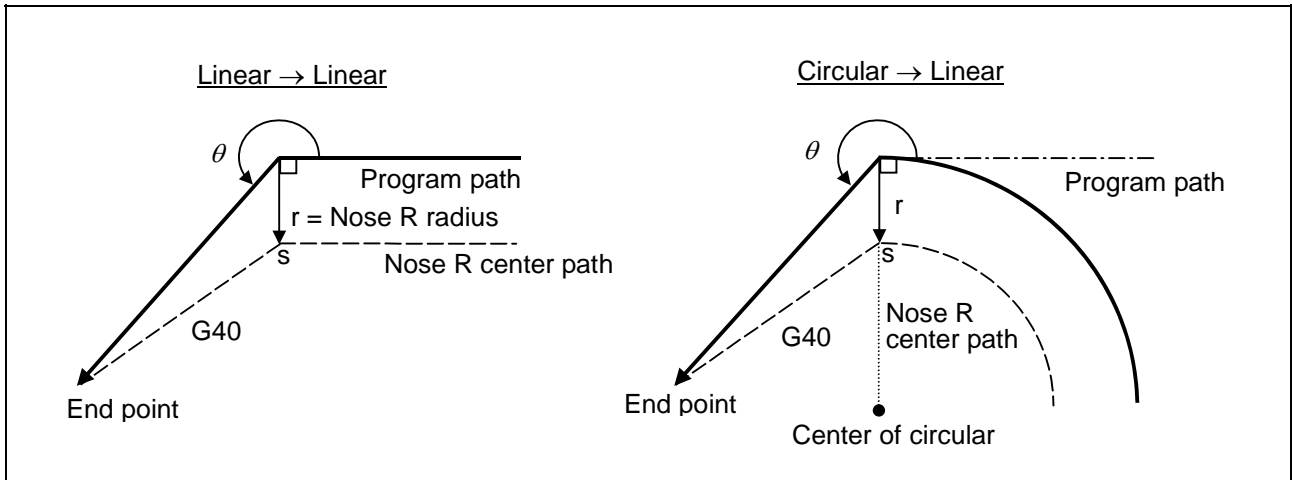 Linear → Linear
θ
Program path
r = Nose R radius
s
Nose R center path
G40
End point
Circular → Linear
θ
Program path
r
s
Nose R
center path
G40
End point
Center of circular